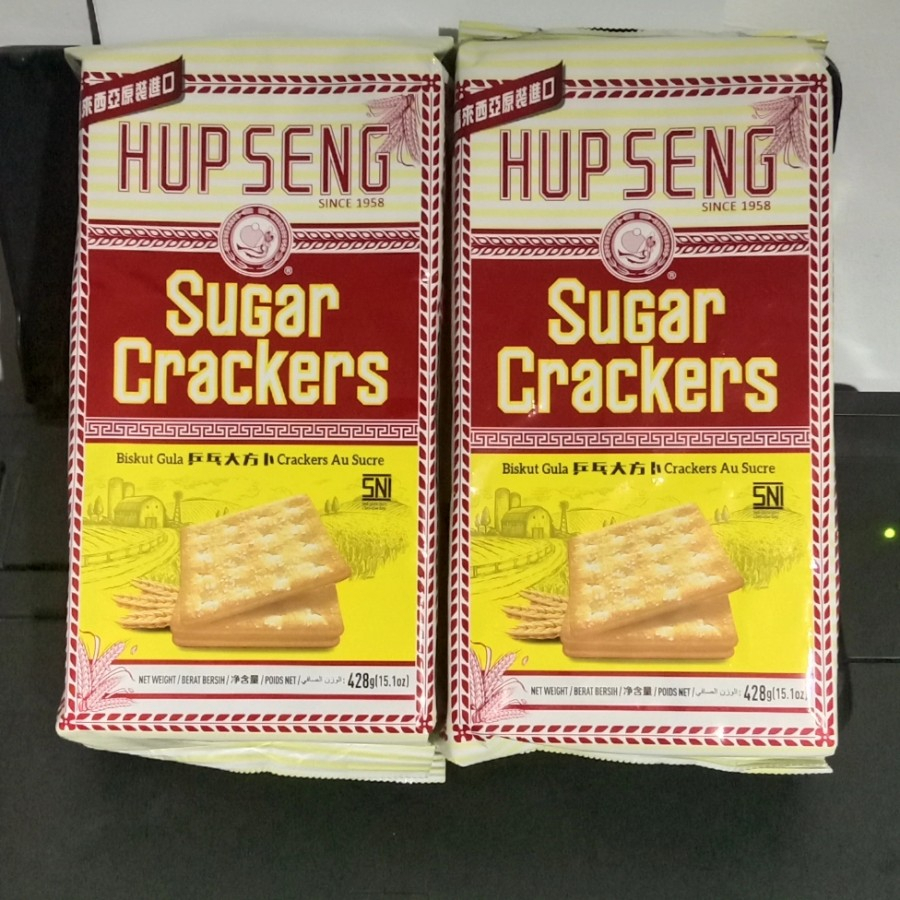 來西亞原裝進口
HUP SENG
SINCE 1958
®
Sugar
Crackers
Biskut Gula 乒乓大方卜 Crackers Au Sucre
SNI
NET WEIGHT / BERAT BERSIH / 净含量 / POIDS NET / الوزن الصافي : 428g(15.1oz)
來西亞原裝進口
HUP SENG
SINCE 1958
®
Sugar
Crackers
Biskut Gula 乒乓大方卜 Crackers Au Sucre
SNI
NET WEIGHT / BERAT BERSIH / 净含量 / POIDS NET / الوزن الصافي : 428g(15.1oz)